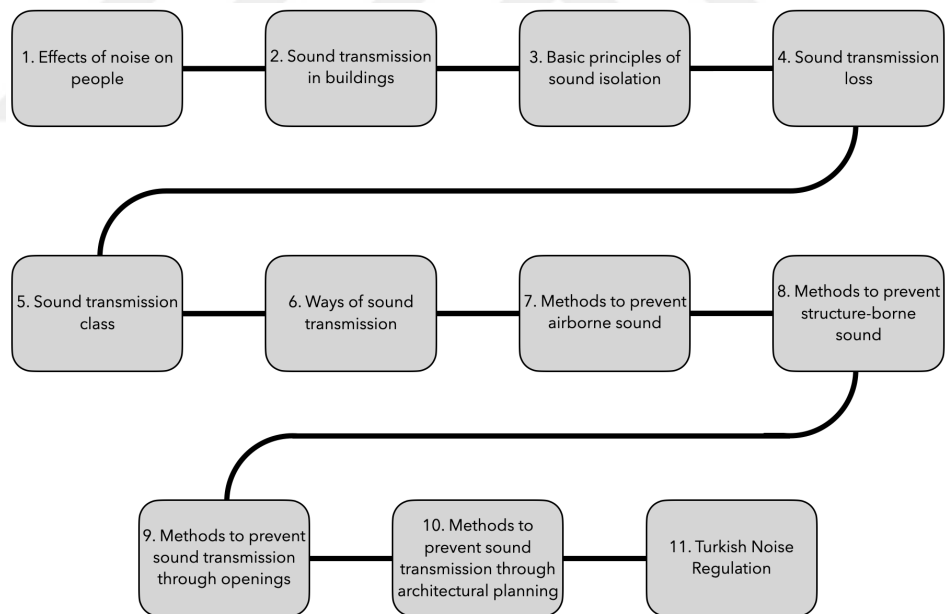 1. Effects of noise on
people
2. Sound transmission
in buildings
3. Basic principles of
sound isolation
4. Sound transmission
loss
5. Sound transmission
class
6. Ways of sound
transmission
7. Methods to prevent
airborne sound
8. Methods to prevent
structure-borne
sound
9. Methods to prevent
sound transmission
through openings
10. Methods to
prevent sound
transmission through
architectural planning
11. Turkish Noise
Regulation